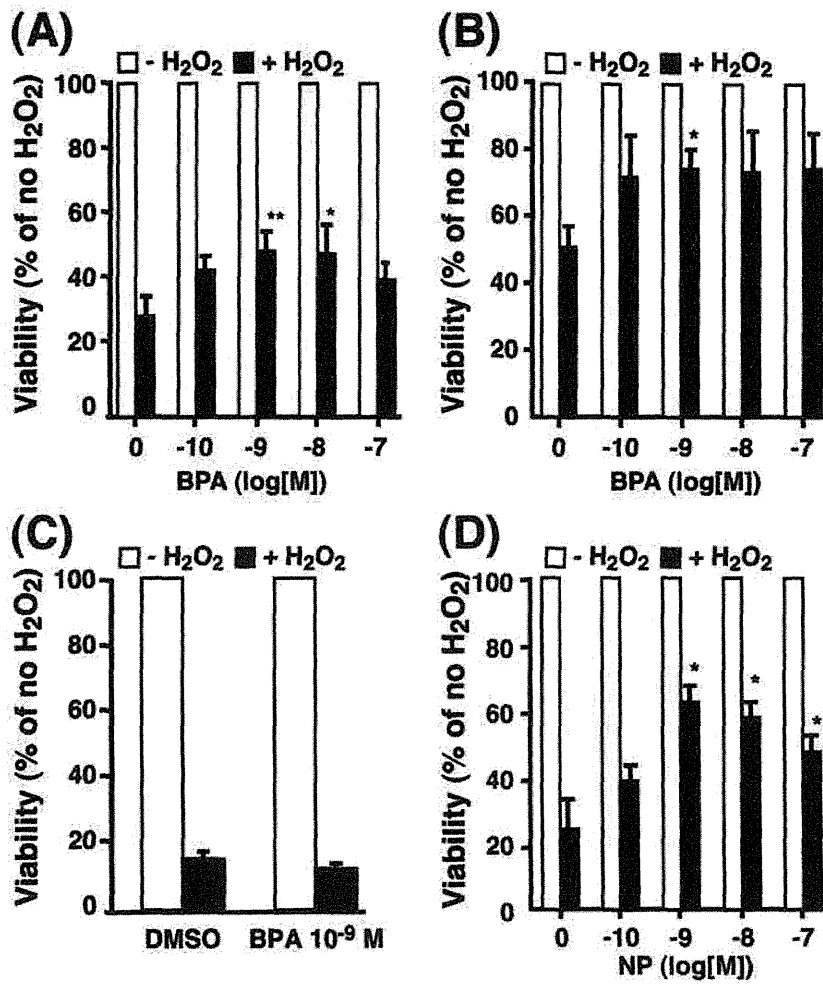 (A)
- H₂O₂ + H₂O₂
Viability (% of no H₂O₂)
100
80
60
40
20
0
** *
0 -10 -9 -8 -7
BPA (log[M])
(B)
- H₂O₂ + H₂O₂
Viability (% of no H₂O₂)
100
80
60
40
20
0
*
0 -10 -9 -8 -7
BPA (log[M])
(C)
- H₂O₂ + H₂O₂
Viability (% of no H₂O₂)
100
80
60
40
20
0
DMSO BPA 10⁻⁹ M
(D)
- H₂O₂ + H₂O₂
Viability (% of no H₂O₂)
100
80
60
40
20
0
* * *
0 -10 -9 -8 -7
NP (log[M])